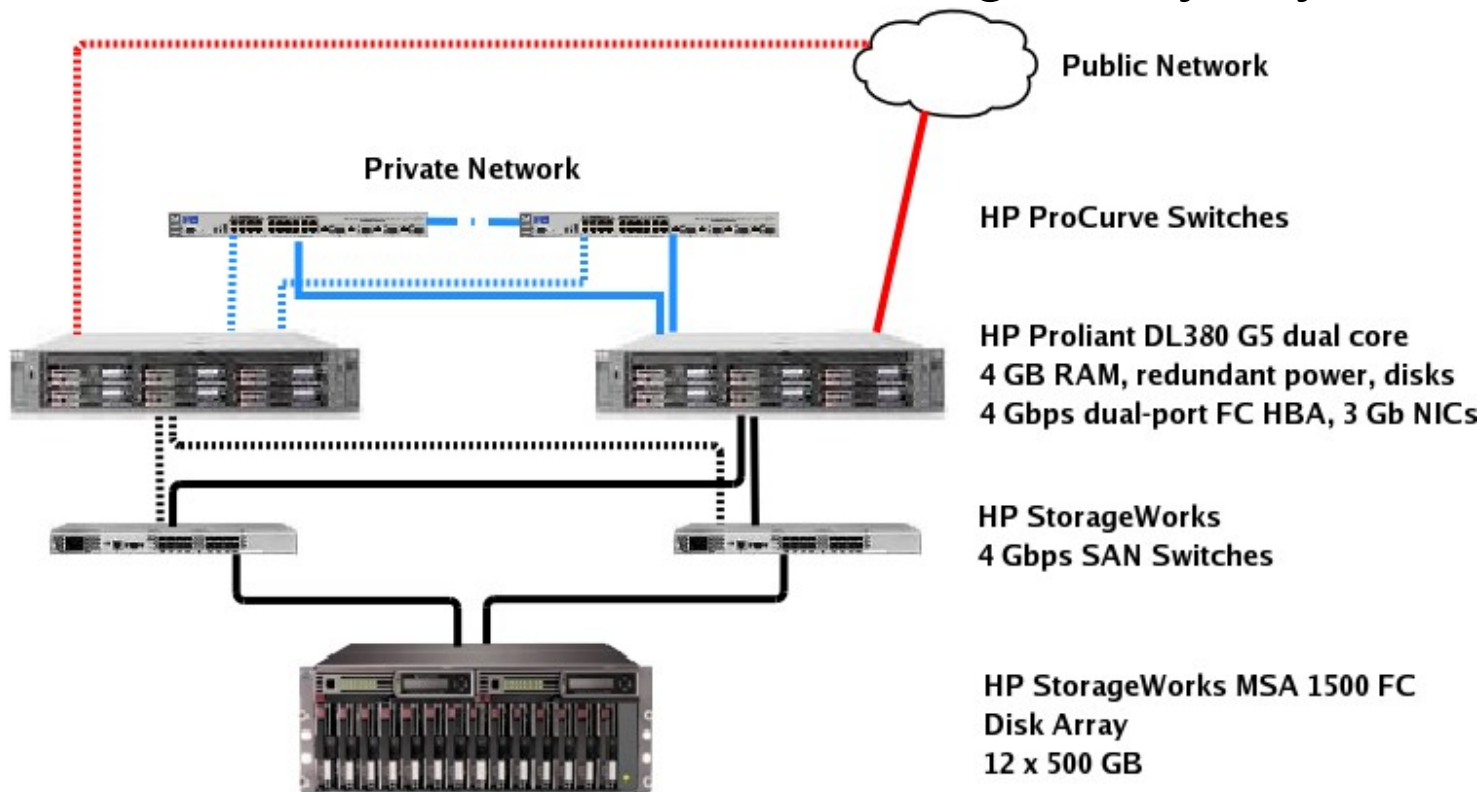 Public Network
Private Network
HP ProCurve Switches
HP Proliant DL380 G5 dual core
4 GB RAM, redundant power, disks
4 Gbps dual-port FC HBA, 3 Gb NICs
HP StorageWorks
4 Gbps SAN Switches
HP StorageWorks MSA 1500 FC
Disk Array
12 x 500 GB